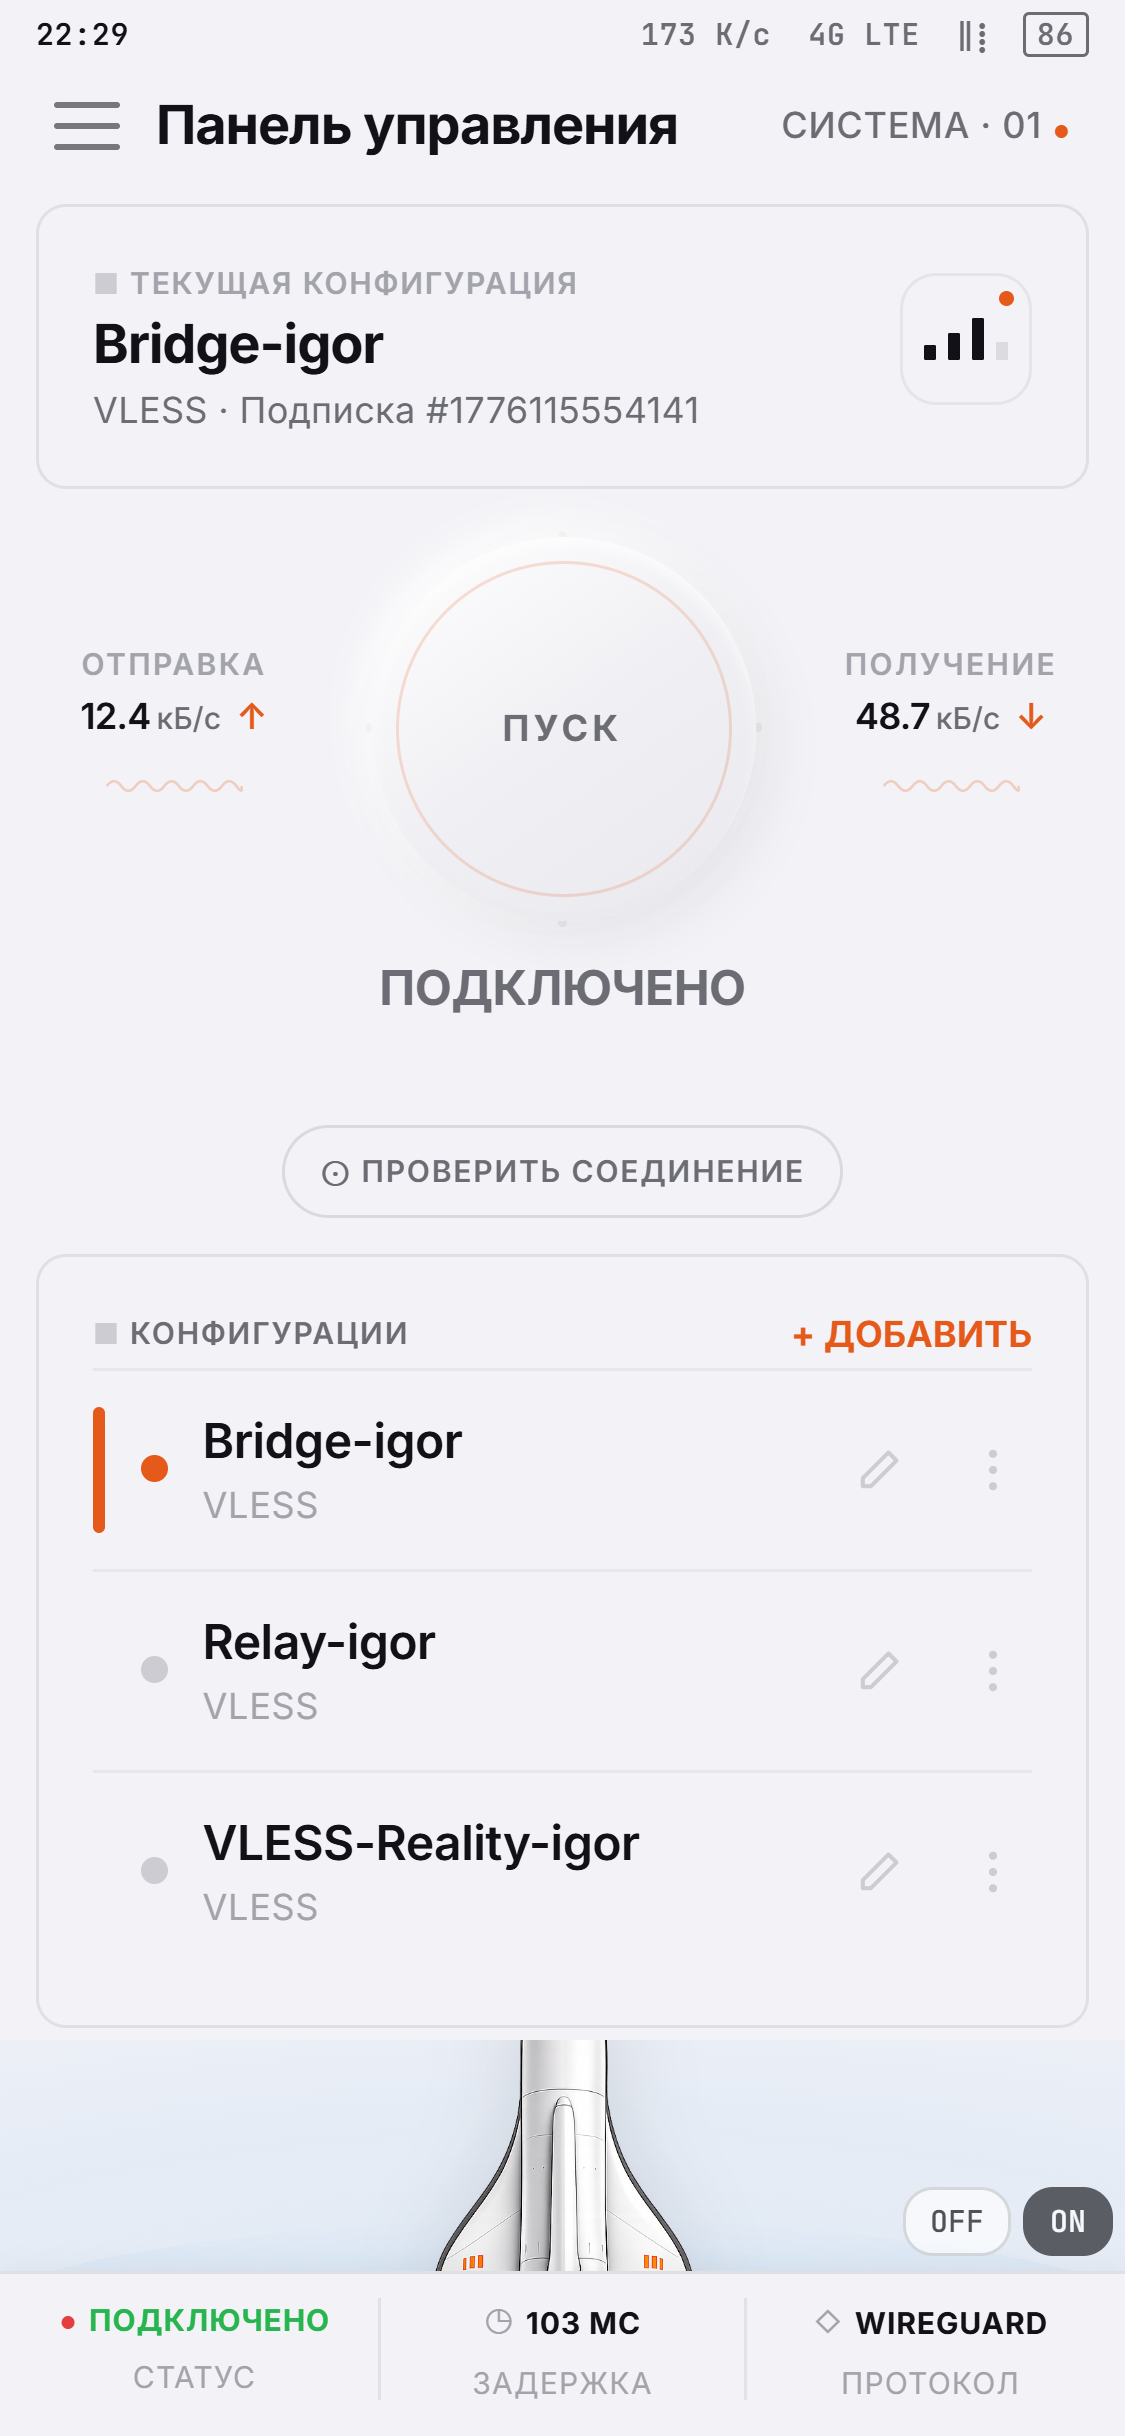 22:29 173 К/с 4G LTE 86
Панель управления СИСТЕМА · 01
ТЕКУЩАЯ КОНФИГУРАЦИЯ
Bridge-igor
VLESS · Подписка #1776115554141
ОТПРАВКА
12.4 кБ/с ↑
ПУСК
ПОЛУЧЕНИЕ
48.7 кБ/с ↓
ПОДКЛЮЧЕНО
ПРОВЕРИТЬ СОЕДИНЕНИЕ
КОНФИГУРАЦИИ + ДОБАВИТЬ
Bridge-igor
VLESS
Relay-igor
VLESS
VLESS-Reality-igor
VLESS
OFF ON
ПОДКЛЮЧЕНО
СТАТУС
103 МС
ЗАДЕРЖКА
WIREGUARD
ПРОТОКОЛ